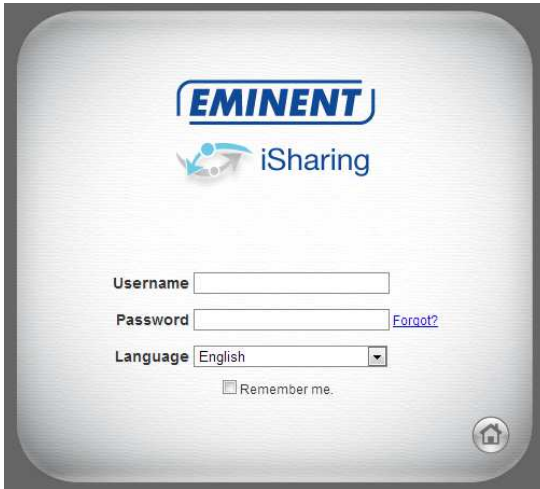 EMINENT
iSharing
Username
Password Forgot?
Language English
Remember me.